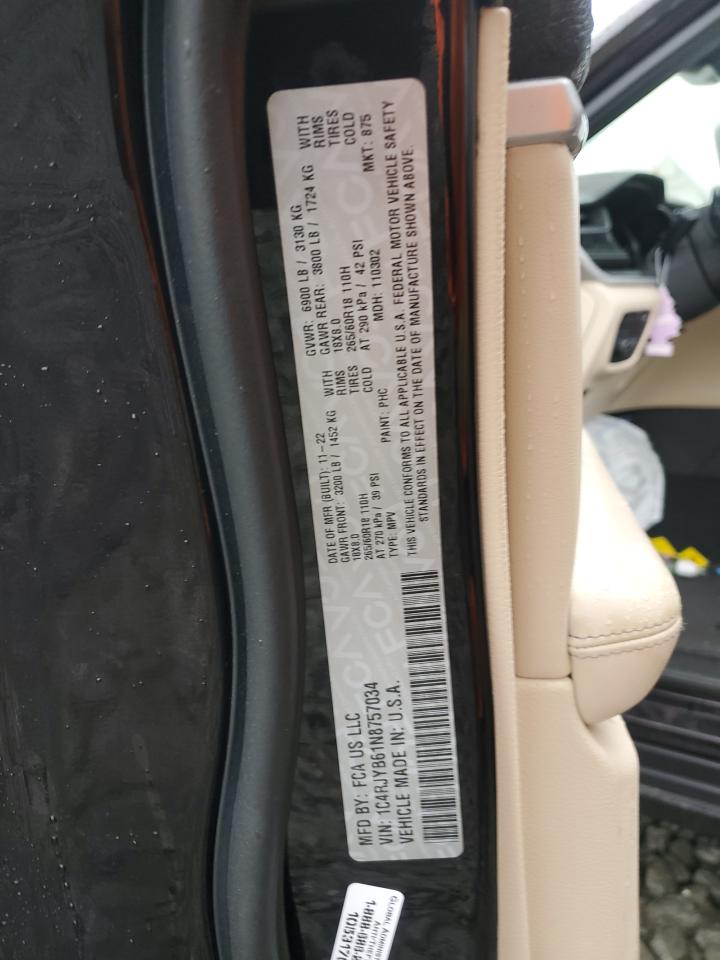 MFD BY: FCA US LLC
VIN: 1C4RJYB61N8757034
VEHICLE MADE IN: U.S.A.
DATE OF MFR (BUILT): 11-22 GVWR: 6900 LB / 3130 KG
GAWR FRONT: 3200 LB / 1452 KG WITH GAWR REAR: 3800 LB / 1724 KG WITH
18X8.0 RIMS 18X8.0 RIMS
265/60R18 110H TIRES 265/60R18 110H TIRES
AT 270 kPa / 39 PSI COLD AT 290 kPa / 42 PSI COLD
TYPE: MPV PAINT: PHC MDH: 110302 MKT: 875
THIS VEHICLE CONFORMS TO ALL APPLICABLE U.S.A. FEDERAL MOTOR VEHICLE SAFETY
STANDARDS IN EFFECT ON THE DATE OF MANUFACTURE SHOWN ABOVE.
GLOBAL